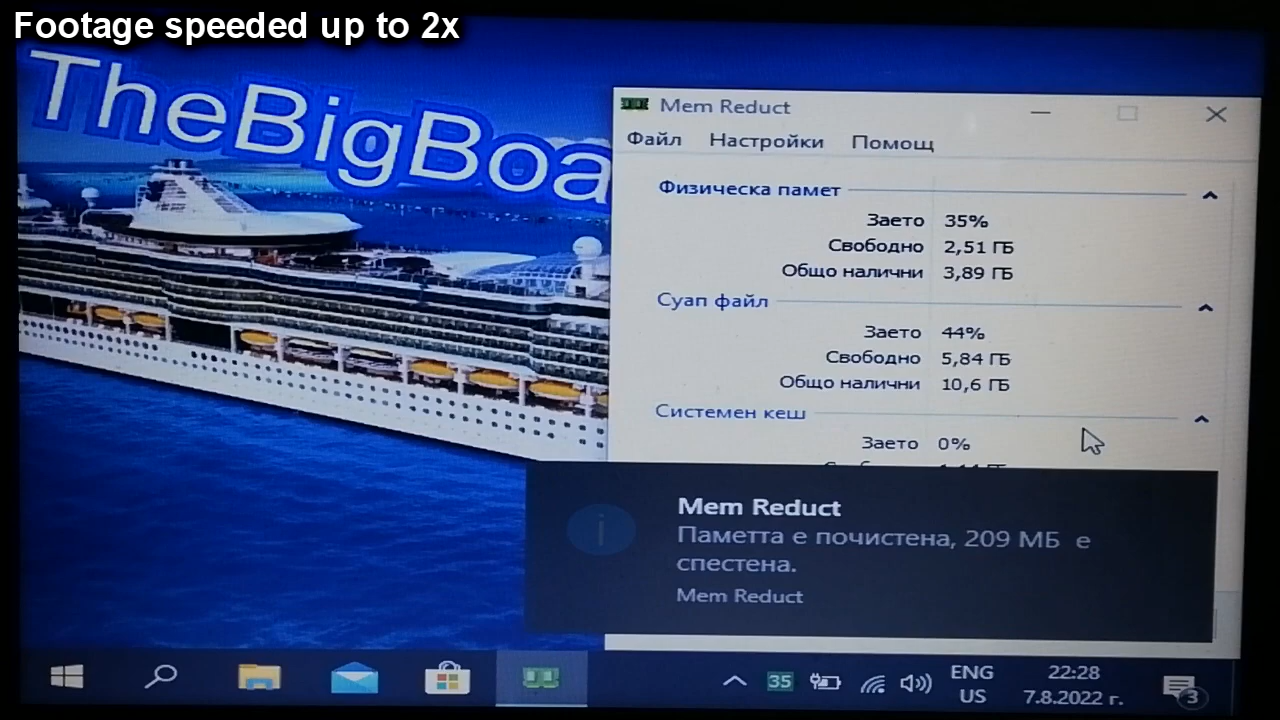 Footage speeded up to 2x
TheBigBoa
Mem Reduct
Файл Настройки Помощ
Физическа памет
Заето 35%
Свободно 2,51 ГБ
Общо налични 3,89 ГБ
Суап файл
Заето 44%
Свободно 5,84 ГБ
Общо налични 10,6 ГБ
Системен кеш
Заето 0%
Mem Reduct
Паметта е почистена, 209 МБ е
спестена.
Mem Reduct
35
ENG
US
22:28
7.8.2022 г.
3